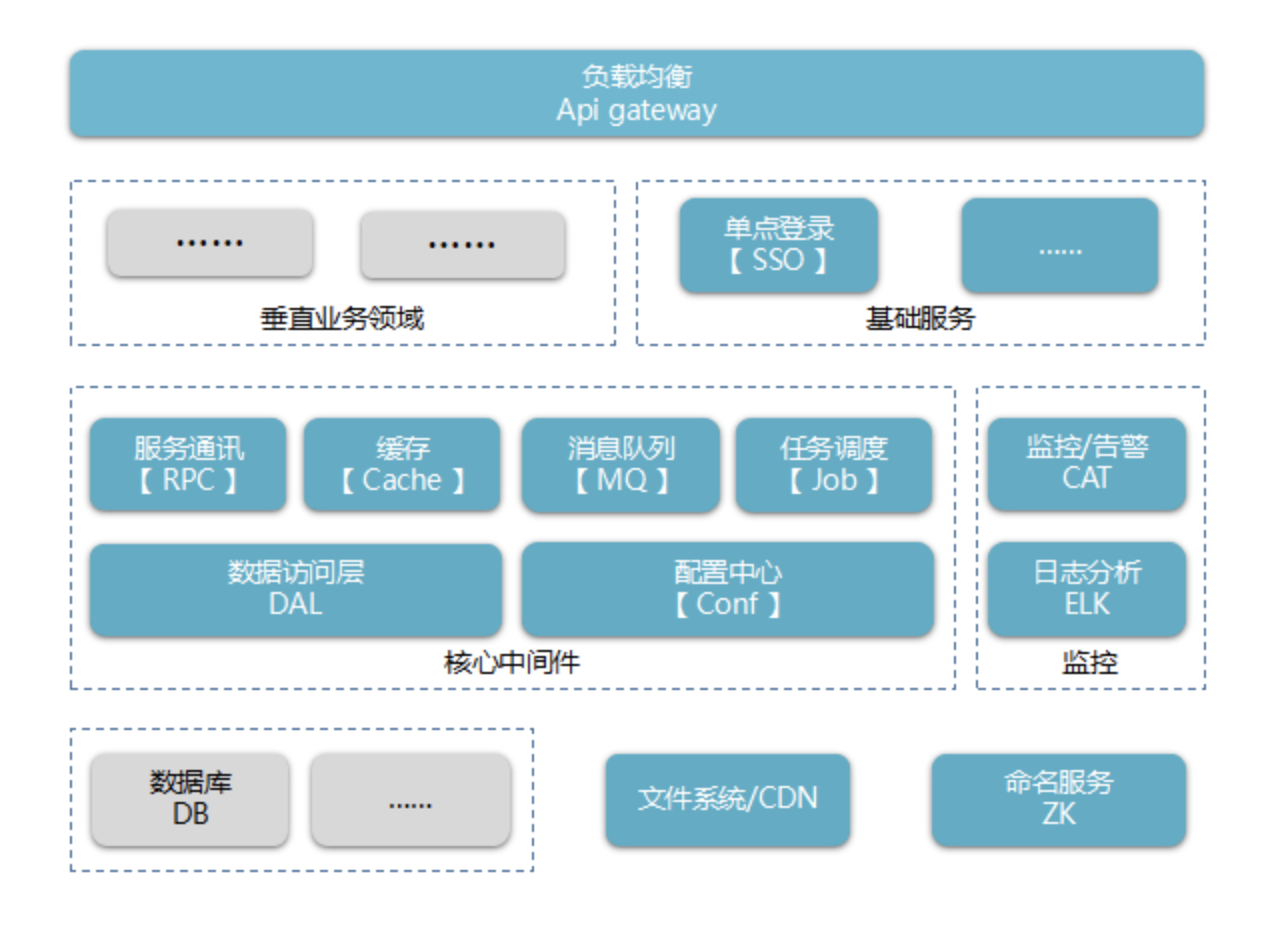 负载均衡
Api gateway
······
······
垂直业务领域
单点登录
【 SSO 】
......
基础服务
服务通讯
【 RPC 】
缓存
【 Cache 】
消息队列
【 MQ 】
任务调度
【 Job 】
数据访问层
DAL
配置中心
【 Conf 】
核心中间件
监控/告警
CAT
日志分析
ELK
监控
数据库
DB
......
文件系统/CDN
命名服务
ZK